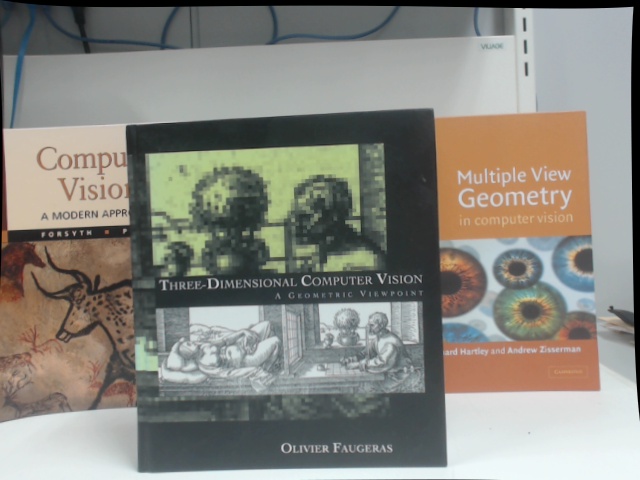 Compu
Vision
A MODERN APPRO
FORSYTH P
THREE-DIMENSIONAL COMPUTER VISION
A GEOMETRIC VIEWPOINT
OLIVIER FAUGERAS
Multiple View
Geometry
in computer vision
ard Hartley and Andrew Zisserman